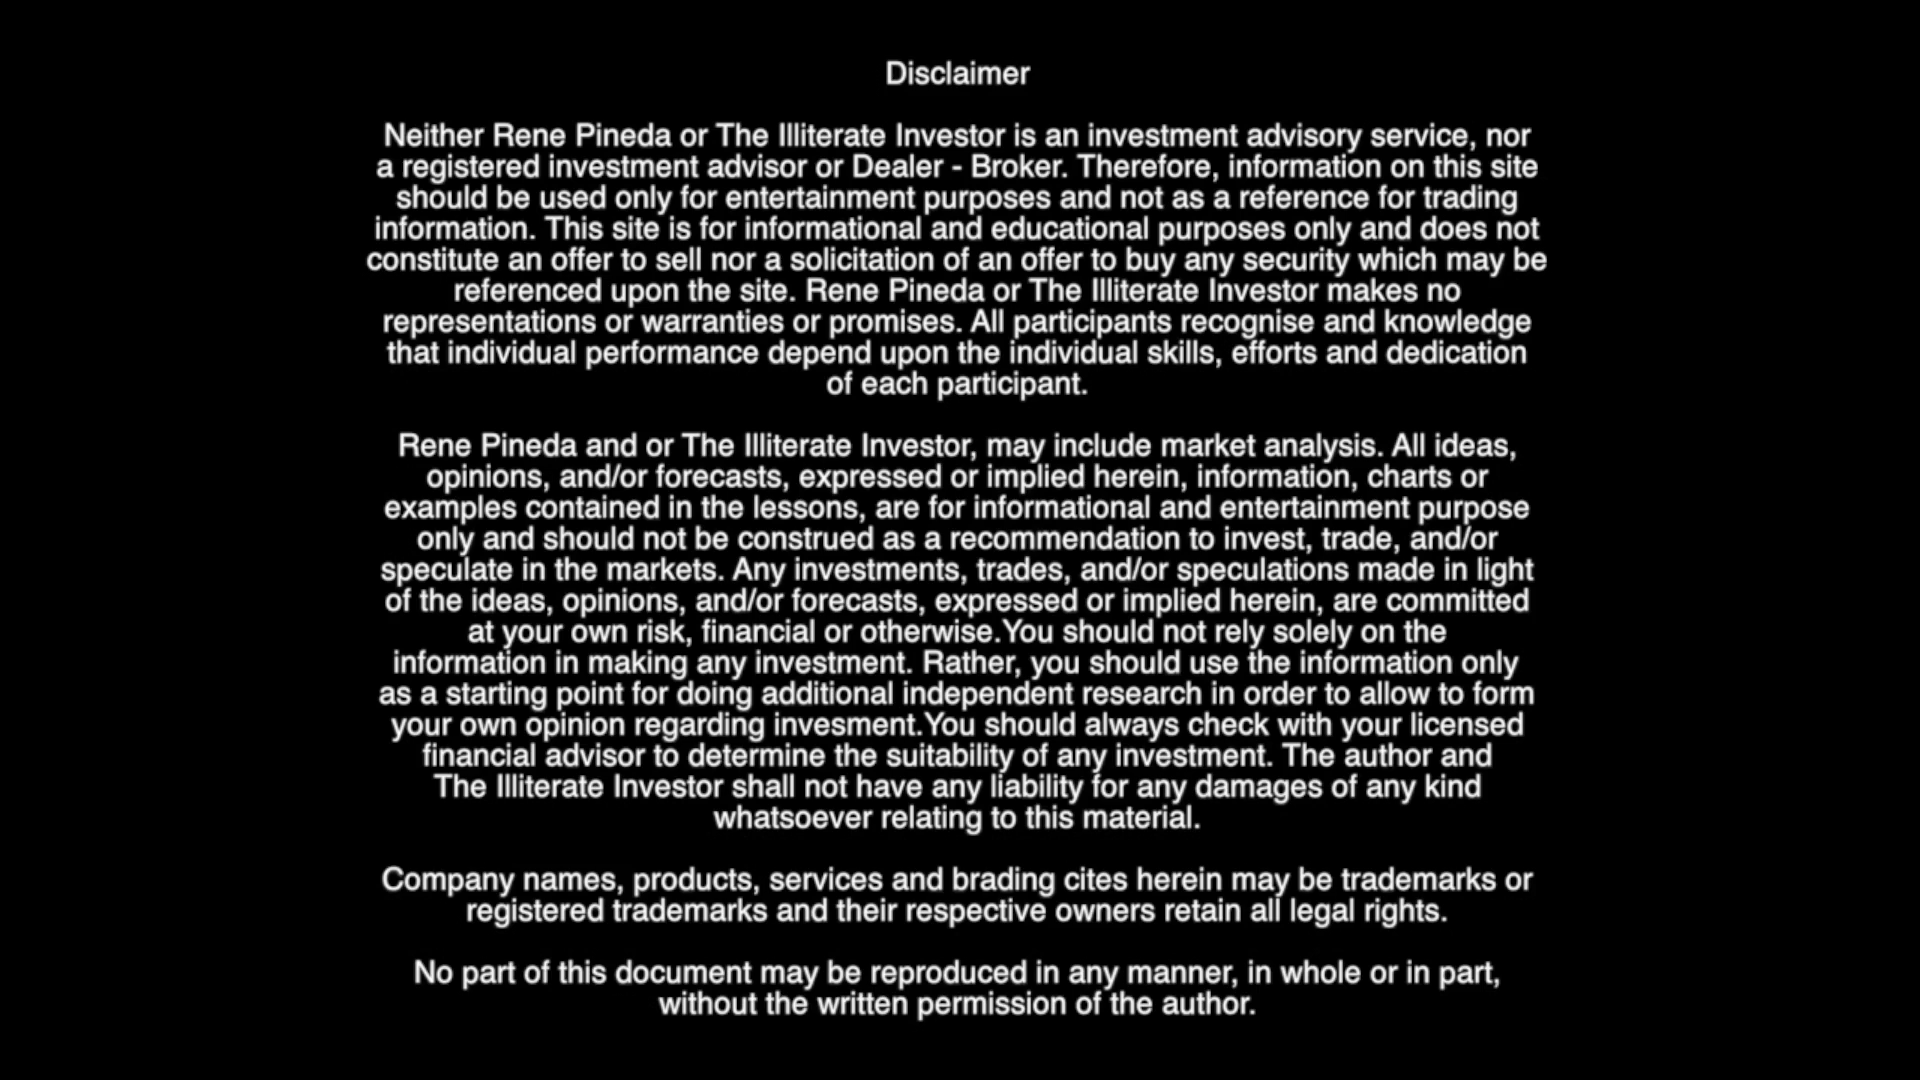 Disclaimer
Neither Rene Pineda or The Illiterate Investor is an investment advisory service, nor
a registered investment advisor or Dealer - Broker. Therefore, information on this site
should be used only for entertainment purposes and not as a reference for trading
information. This site is for informational and educational purposes only and does not
constitute an offer to sell nor a solicitation of an offer to buy any security which may be
referenced upon the site. Rene Pineda or The Illiterate Investor makes no
representations or warranties or promises. All participants recognise and knowledge
that individual performance depend upon the individual skills, efforts and dedication
of each participant.
Rene Pineda and or The Illiterate Investor, may include market analysis. All ideas,
opinions, and/or forecasts, expressed or implied herein, information, charts or
examples contained in the lessons, are for informational and entertainment purpose
only and should not be construed as a recommendation to invest, trade, and/or
speculate in the markets. Any investments, trades, and/or speculations made in light
of the ideas, opinions, and/or forecasts, expressed or implied herein, are committed
at your own risk, financial or otherwise.You should not rely solely on the
information in making any investment. Rather, you should use the information only
as a starting point for doing additional independent research in order to allow to form
your own opinion regarding invesment.You should always check with your licensed
financial advisor to determine the suitability of any investment. The author and
The Illiterate Investor shall not have any liability for any damages of any kind
whatsoever relating to this material.
Company names, products, services and brading cites herein may be trademarks or
registered trademarks and their respective owners retain all legal rights.
No part of this document may be reproduced in any manner, in whole or in part,
without the written permission of the author.